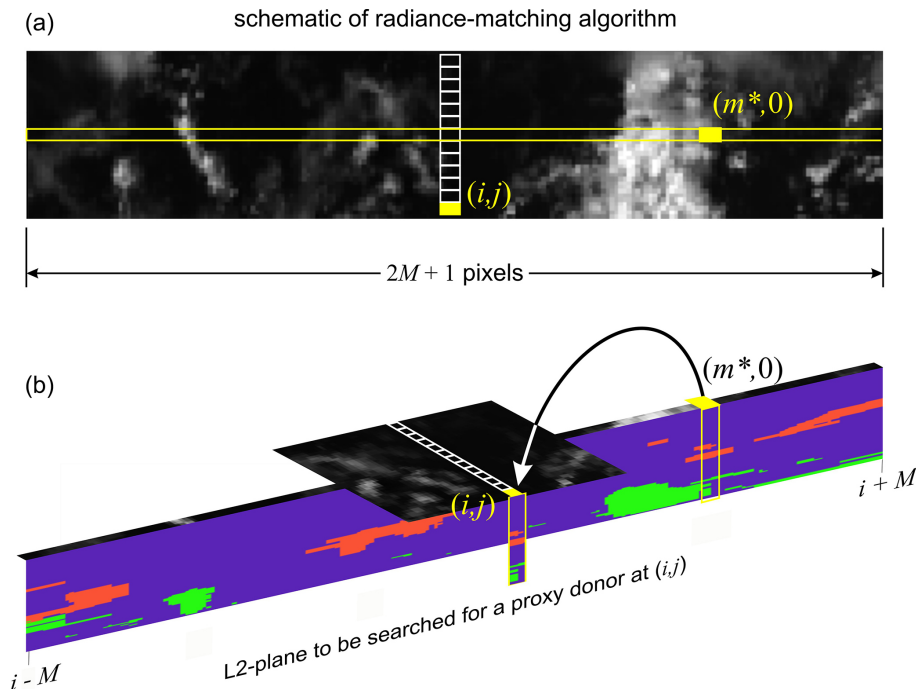 schematic of radiance-matching algorithm
(a)
(m*,0)
(i,j)
2M + 1 pixels
(b)
(m*,0)
(i,j)
i + M
L2-plane to be searched for a proxy donor at (i,j)
i - M